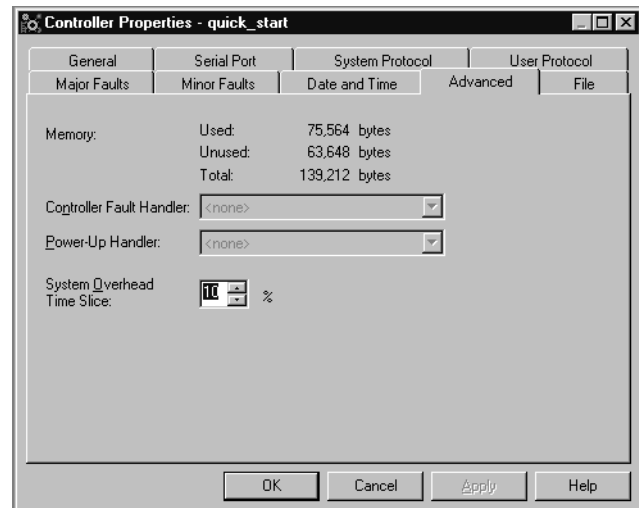 Controller Properties - quick_start
General Serial Port System Protocol User Protocol
Major Faults Minor Faults Date and Time Advanced File
Memory: Used: 75,564 bytes
Unused: 63,648 bytes
Total: 139,212 bytes
Controller Fault Handler: <none>
Power-Up Handler: <none>
System Overhead
Time Slice: 10 %
OK Cancel Apply Help